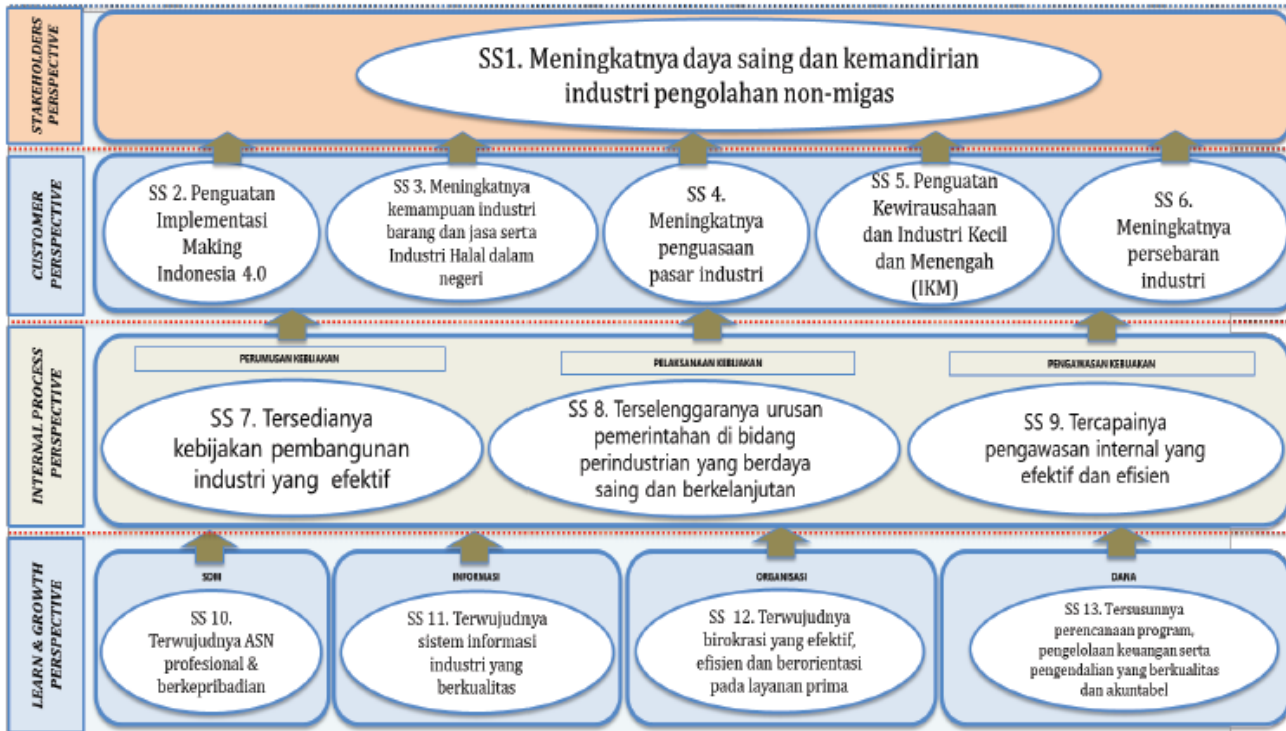 STAKEHOLDERS
PERSPECTIVE
SS1. Meningkatnya daya saing dan kemandirian
industri pengolahan non-migas
CUSTOMER
PERSPECTIVE
SS 2. Penguatan
Implementasi
Making
Indonesia 4.0
SS 3. Meningkatnya
kemampuan industri
barang dan jasa serta
Industri Halal dalam
negeri
SS 4.
Meningkatnya
penguasaan
pasar industri
SS 5. Penguatan
Kewirausahaan
dan Industri Kecil
dan Menengah
(IKM)
SS 6.
Meningkatnya
persebaran
industri
INTERNAL PROCESS
PERSPECTIVE
PERUMUSAN KEBIJAKAN
SS 7. Tersedianya
kebijakan pembangunan
industri yang efektif
PELAKSANAAN KEBIJAKAN
SS 8. Terselenggaranya urusan
pemerintahan di bidang
perindustrian yang berdaya
saing dan berkelanjutan
PENGAWASAN KEBIJAKAN
SS 9. Tercapainya
pengawasan internal yang
efektif dan efisien
LEARN & GROWTH
PERSPECTIVE
SDM
SS 10.
Terwujudnya ASN
profesional &
berkepribadian
INFORMASI
SS 11. Terwujudnya
sistem informasi
industri yang
berkualitas
ORGANISASI
SS 12. Terwujudnya
birokrasi yang efektif,
efisien dan berorientasi
pada layanan prima
DANA
SS 13. Tersusunnya
perencanaan program,
pengelolaan keuangan serta
pengendalian yang berkualitas
dan akuntabel